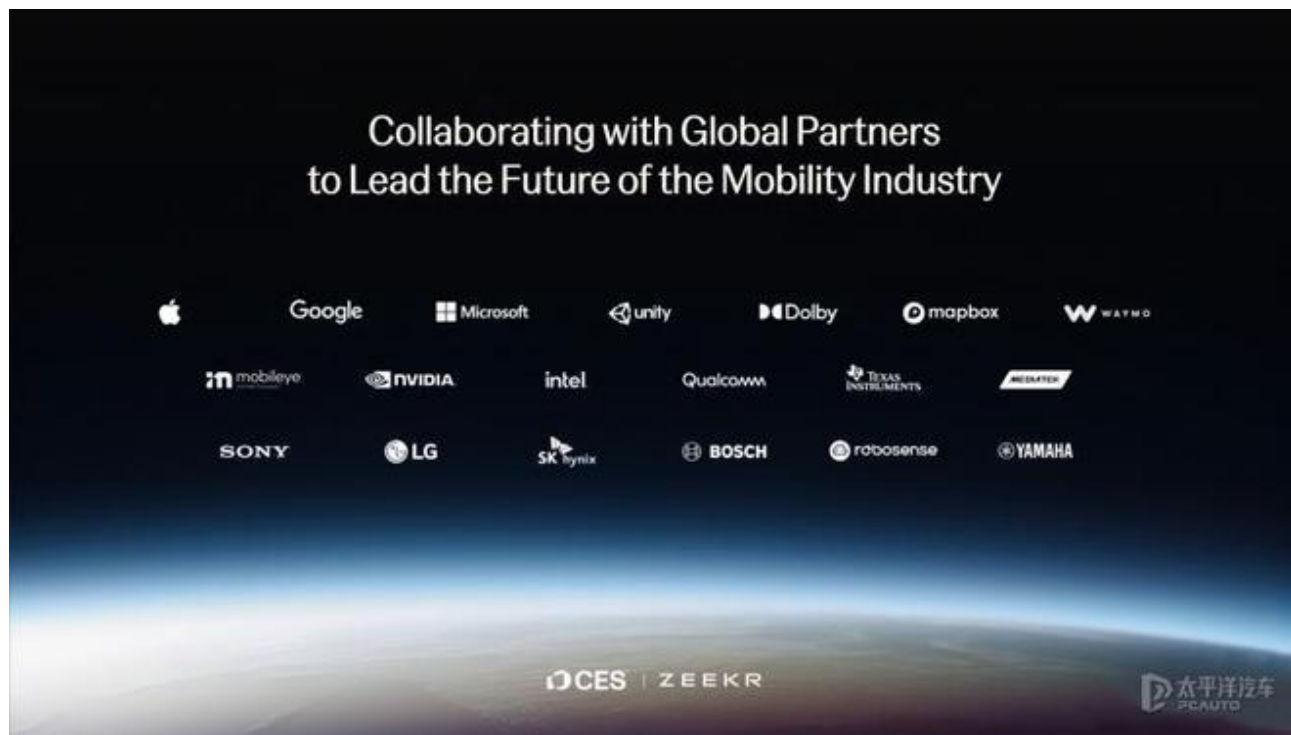 Collaborating with Global Partners
to Lead the Future of the Mobility Industry
Google Microsoft unity Dolby mapbox WAYMO
mobileye NVIDIA intel Qualcomm TEXAS INSTRUMENTS MEDIATEK
SONY LG SK hynix BOSCH robosense YAMAHA
CES | ZEEKR
太平洋汽车
PCAUTO